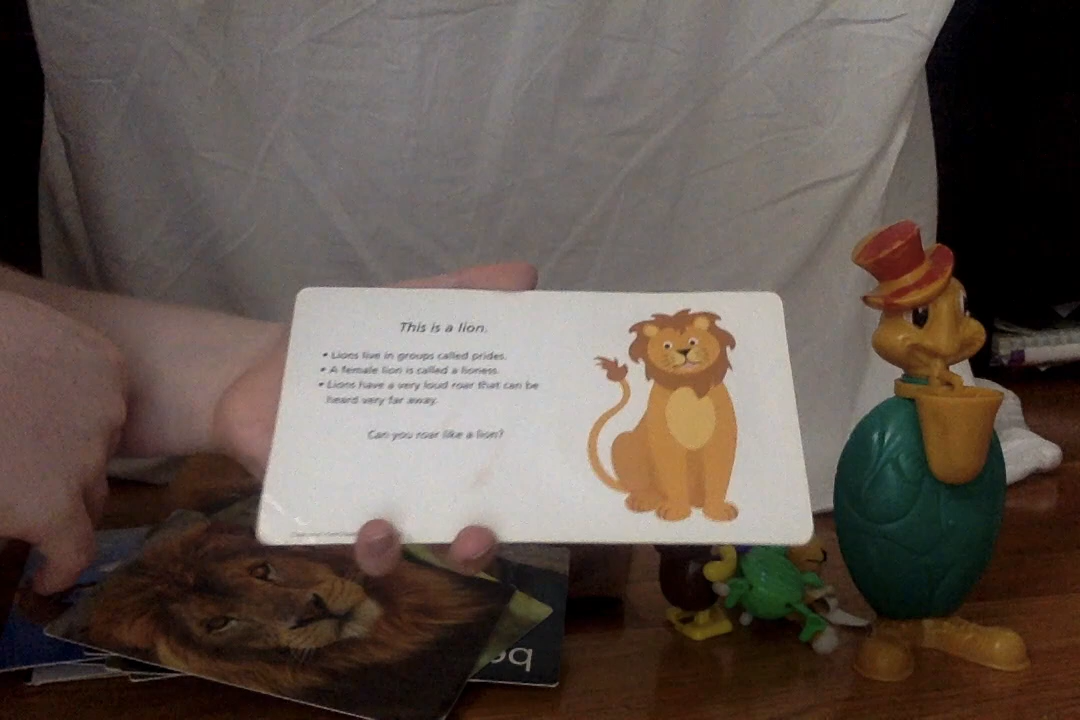 This is a lion.
• Lions live in groups called prides.
• A female lion is called a lioness.
• Lions have a very loud roar that can be
heard very far away.
Can you roar like a lion?